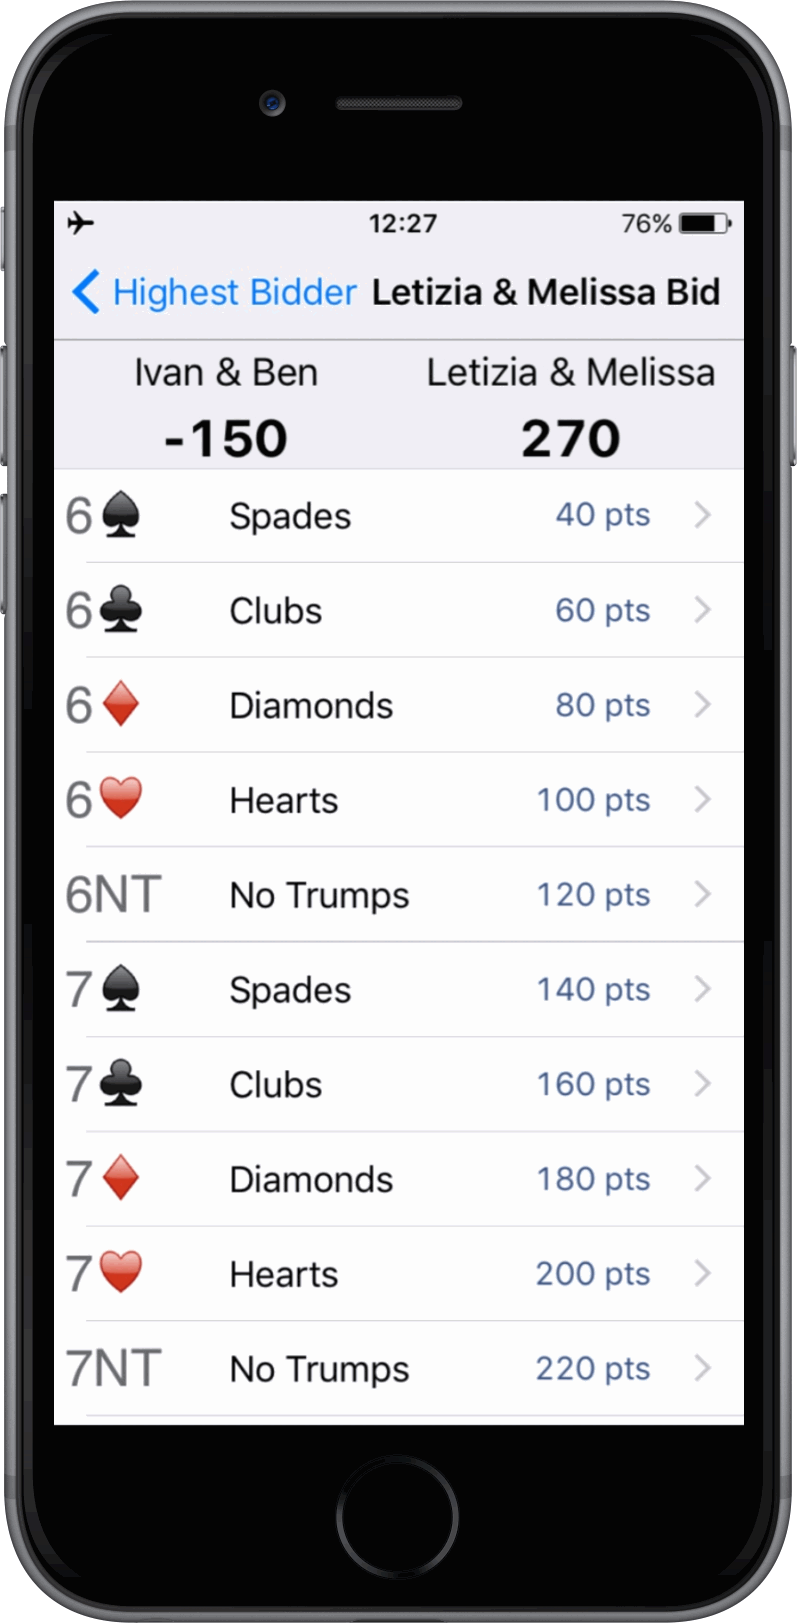 12:27 76%
Highest Bidder Letizia & Melissa Bid
Ivan & Ben Letizia & Melissa
-150 270
6♠ Spades 40 pts
6♣ Clubs 60 pts
6♦ Diamonds 80 pts
6♥ Hearts 100 pts
6NT No Trumps 120 pts
7♠ Spades 140 pts
7♣ Clubs 160 pts
7♦ Diamonds 180 pts
7♥ Hearts 200 pts
7NT No Trumps 220 pts